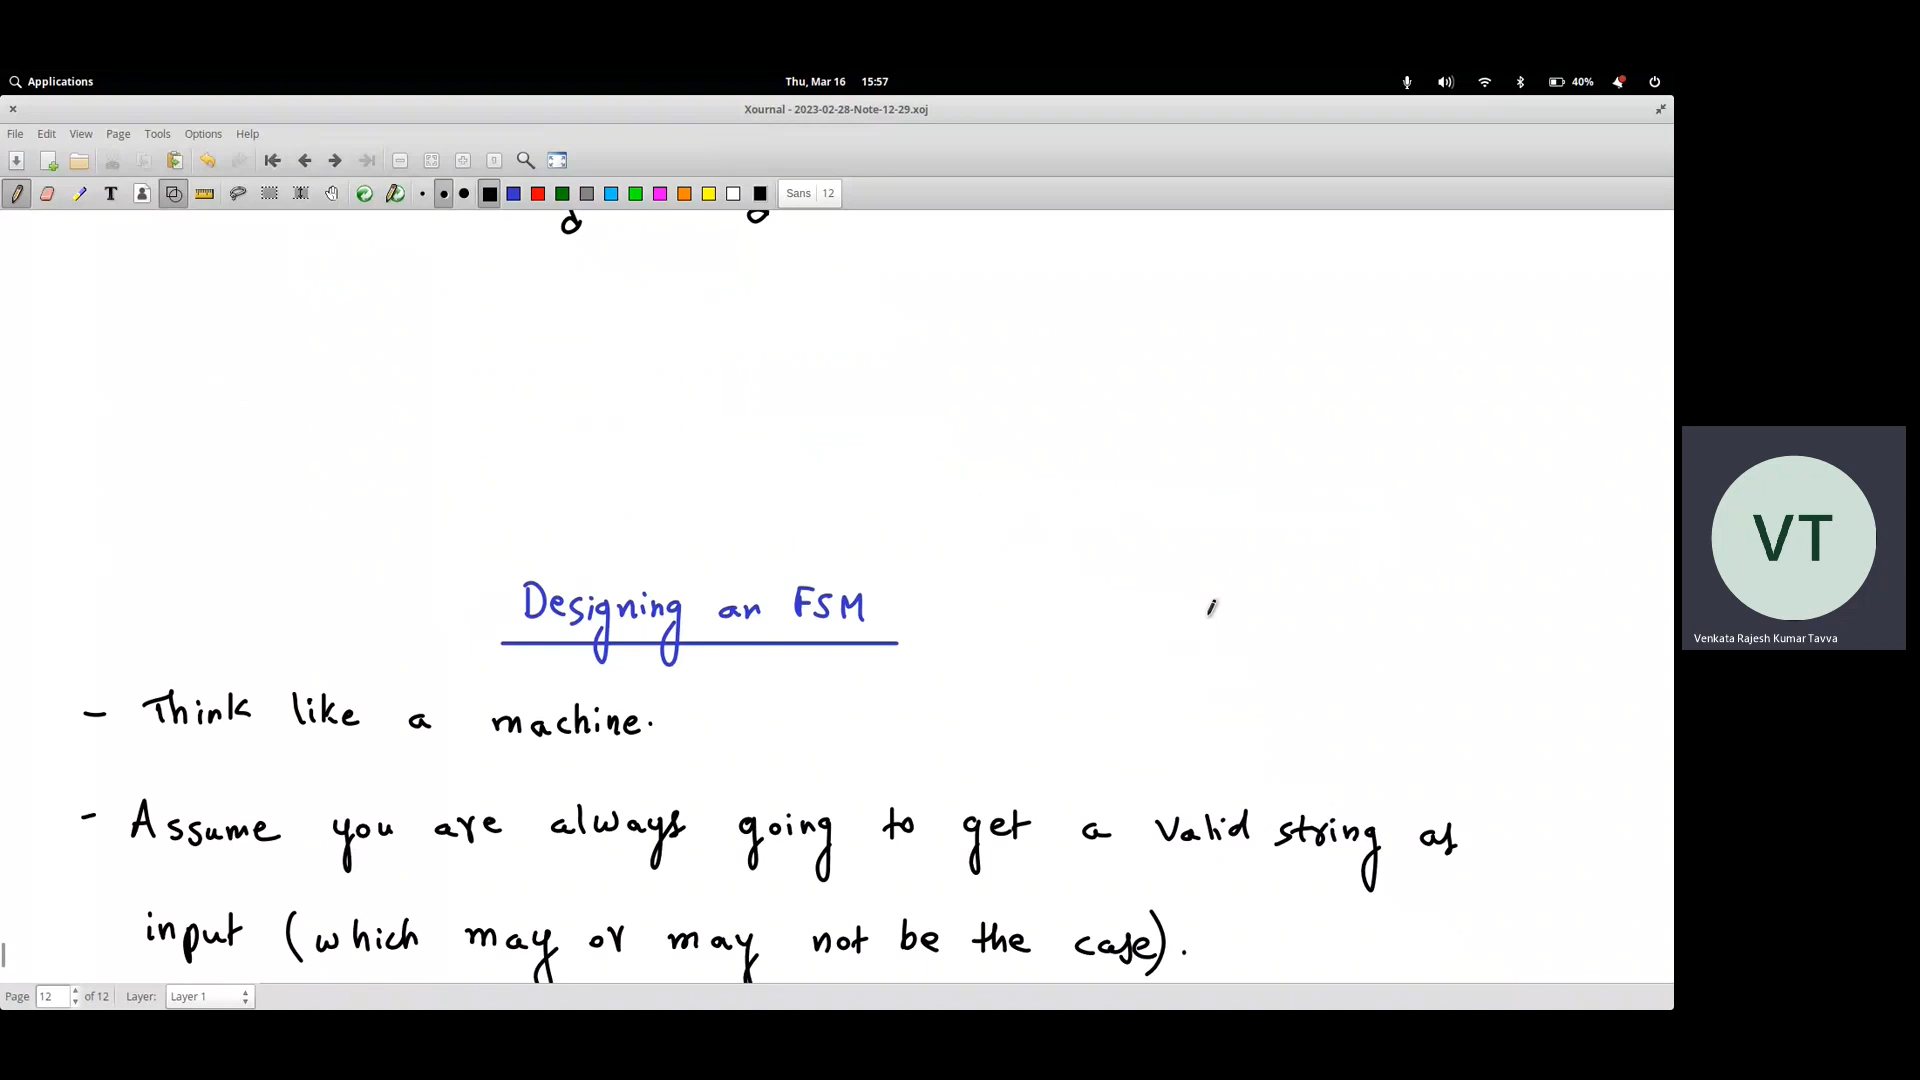 Applications
Thu, Mar 16 15:57
40%
Xournal - 2023-02-28-Note-12-29.xoj
File Edit View Page Tools Options Help
Sans 12
Designing an FSM
- Think like a machine.
- Assume you are always going to get a valid string as
input (which may or may not be the case).
VT
Venkata Rajesh Kumar Tavva
Page 12 of 12 Layer: Layer 1